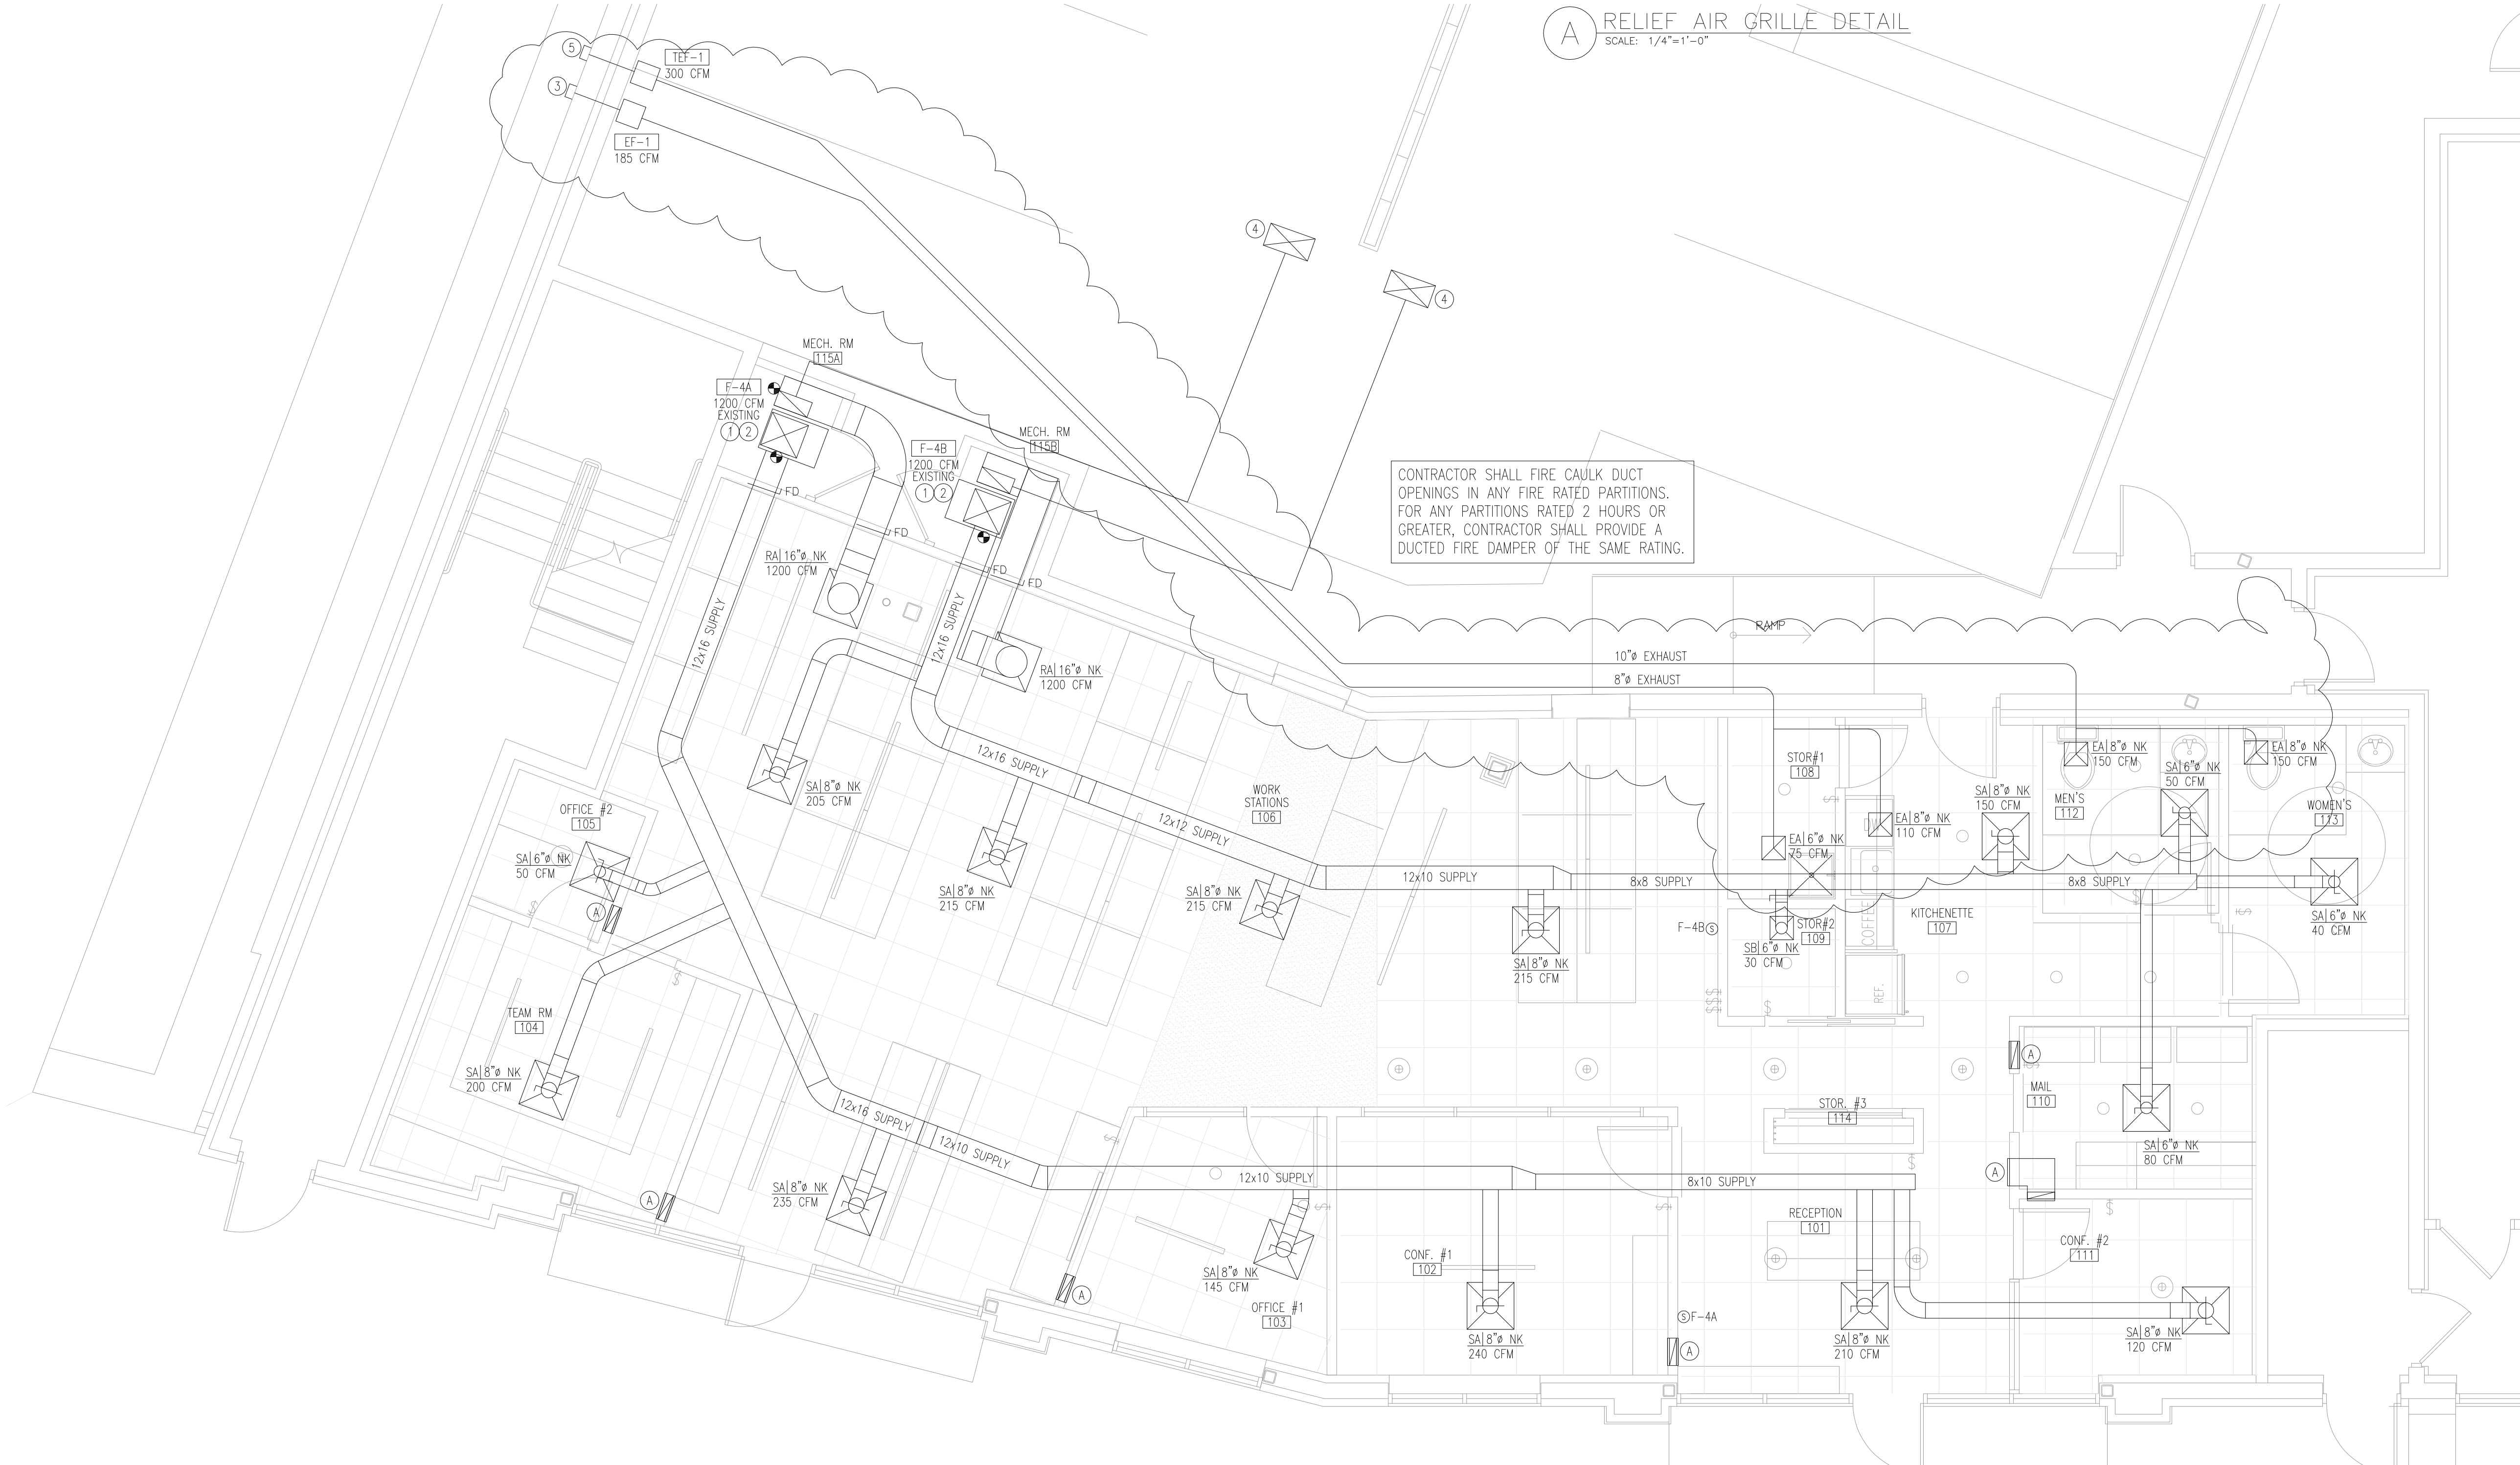 A
RELIEF AIR GRILLE DETAIL
SCALE: 1/4"=1'-0"
5
TEF-1
300 CFM
3
EF-1
185 CFM
4
4
MECH. RM
115A
F-4A
1200 CFM
EXISTING
1 2
MECH. RM
115B
F-4B
1200 CFM
EXISTING
1 2
CONTRACTOR SHALL FIRE CAULK DUCT
OPENINGS IN ANY FIRE RATED PARTITIONS.
FOR ANY PARTITIONS RATED 2 HOURS OR
GREATER, CONTRACTOR SHALL PROVIDE A
DUCTED FIRE DAMPER OF THE SAME RATING.
FD
FD
FD
FD
RA 16"ø NK
1200 CFM
12x16 SUPPLY
12x16 SUPPLY
RA 16"ø NK
1200 CFM
RAMP
10"ø EXHAUST
8"ø EXHAUST
12x16 SUPPLY
SA 8"ø NK
205 CFM
WORK
STATIONS
106
12x12 SUPPLY
STOR#1
108
EA 8"ø NK
150 CFM
SA 6"ø NK
50 CFM
EA 8"ø NK
150 CFM
SA 8"ø NK
150 CFM
MEN'S
112
WOMEN'S
113
OFFICE #2
105
EA 6"ø NK
75 CFM
DW
EA 8"ø NK
110 CFM
SA 6"ø NK
50 CFM
SA 8"ø NK
215 CFM
SA 8"ø NK
215 CFM
12x10 SUPPLY
8x8 SUPPLY
8x8 SUPPLY
A
F-4B S
STOR#2
109
COFFEE
KITCHENETTE
107
SA 6"ø NK
40 CFM
SA 8"ø NK
215 CFM
SB 6"ø NK
30 CFM
REF.
TEAM RM
104
SA 8"ø NK
200 CFM
A
MAIL
110
12x16 SUPPLY
12x10 SUPPLY
STOR. #3
114
SA 6"ø NK
80 CFM
A
12x10 SUPPLY
8x10 SUPPLY
SA 8"ø NK
235 CFM
A
RECEPTION
101
CONF. #1
102
CONF. #2
111
SA 8"ø NK
145 CFM
A
OFFICE #1
103
S F-4A
SA 8"ø NK
240 CFM
A
SA 8"ø NK
210 CFM
SA 8"ø NK
120 CFM